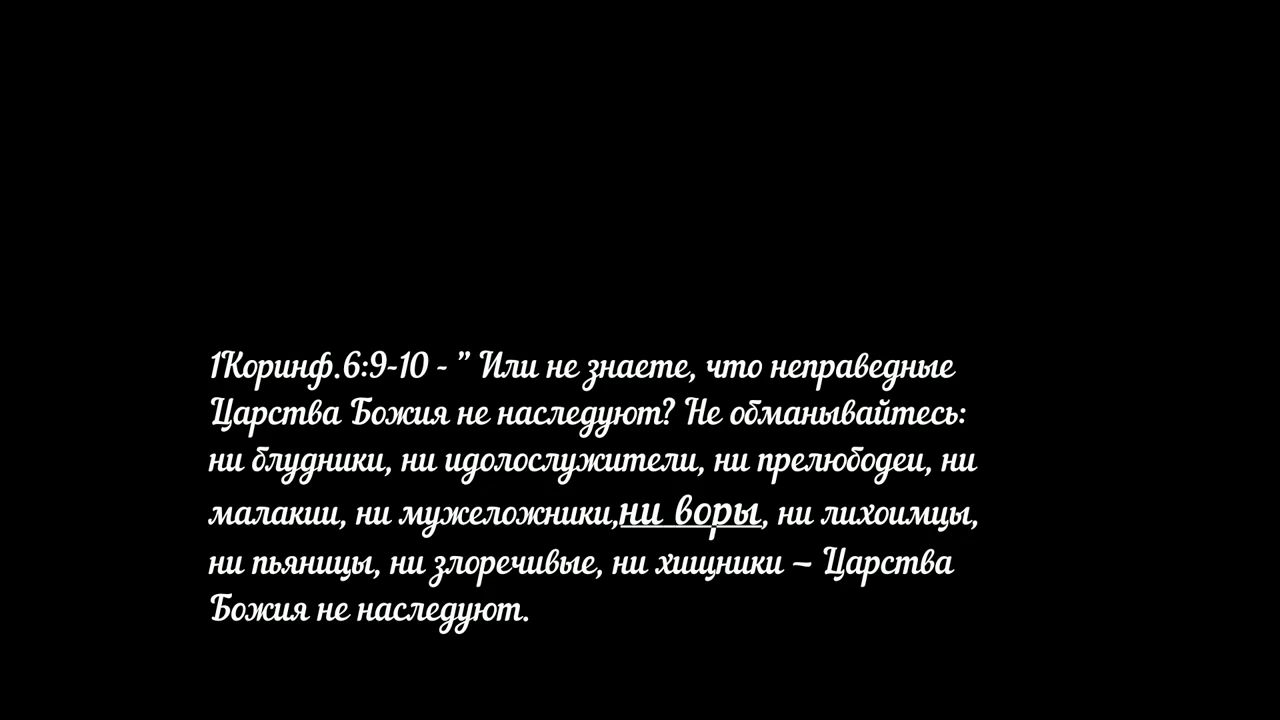 1Коринф.6:9-10 - ” Или не знаете, что неправедные
Царства Божия не наследуют? Не обманывайтесь:
ни блудники, ни идолослужители, ни прелюбодеи, ни
малакии, ни мужеложники,ни воры, ни лихоимцы,
ни пьяницы, ни злоречивые, ни хищники – Царства
Божия не наследуют.